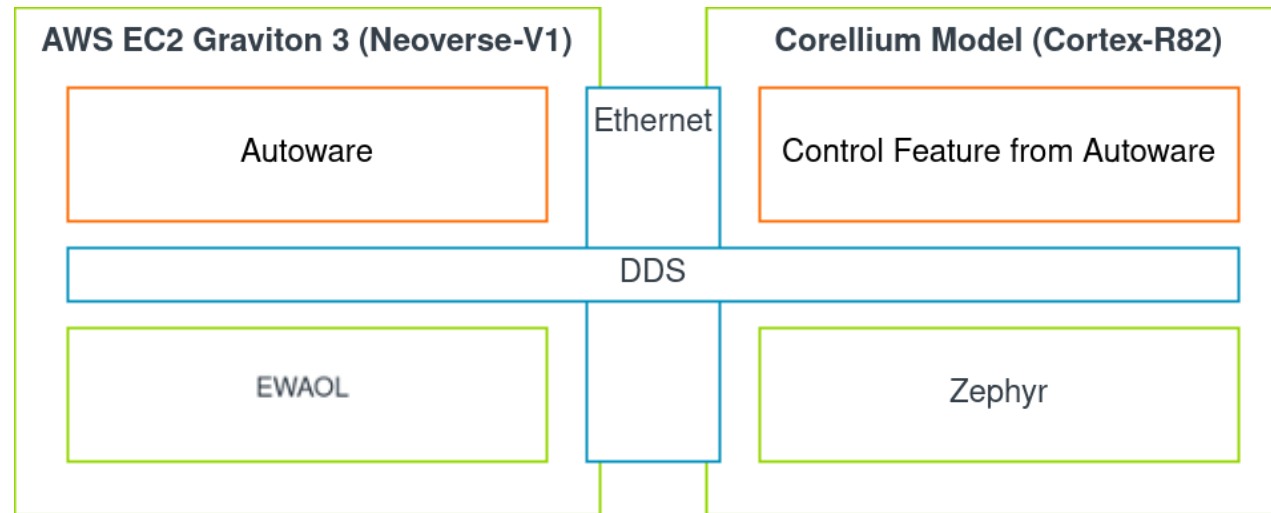 AWS EC2 Graviton 3 (Neoverse-V1)
Corellium Model (Cortex-R82)
Autoware
Ethernet
Control Feature from Autoware
DDS
EWAOL
Zephyr